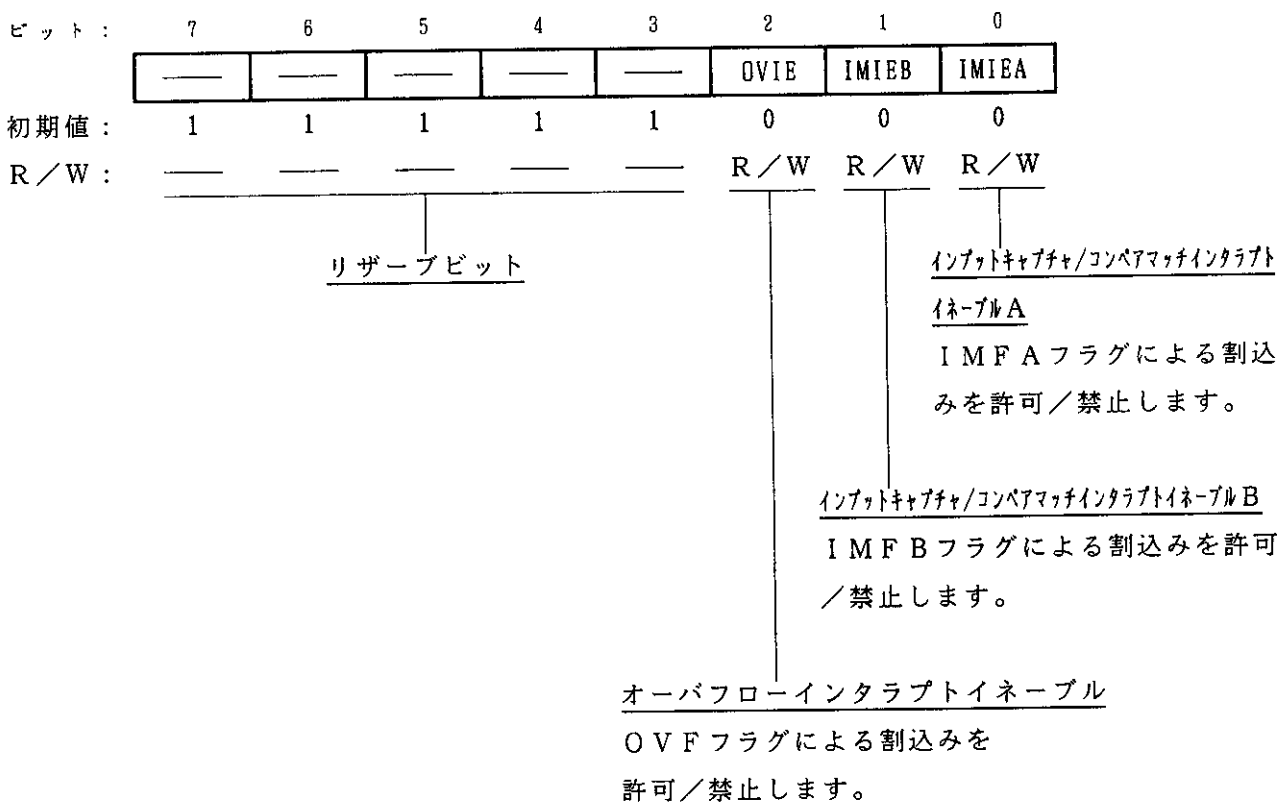 ビット： 7 6 5 4 3 2 1 0
— — — — — OVIE IMIEB IMIEA
初期値： 1 1 1 1 1 0 0 0
R／W： — — — — — R／W R／W R／W
リザーブビット
インプットキャプチャ/コンペアマッチインタラプト
イネーブルA
IMFAフラグによる割込
みを許可／禁止します。
インプットキャプチャ/コンペアマッチインタラプトイネーブルB
IMFBフラグによる割込みを許可
／禁止します。
オーバフローインタラプトイネーブル
OVFフラグによる割込みを
許可／禁止します。